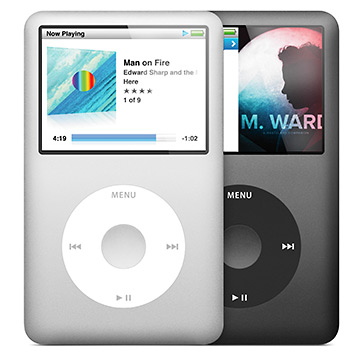 Now Playing
Man on Fire
Edward Sharp and the
Here
1 of 9
4:19
-1:02
MENU
M. WARD
MENU